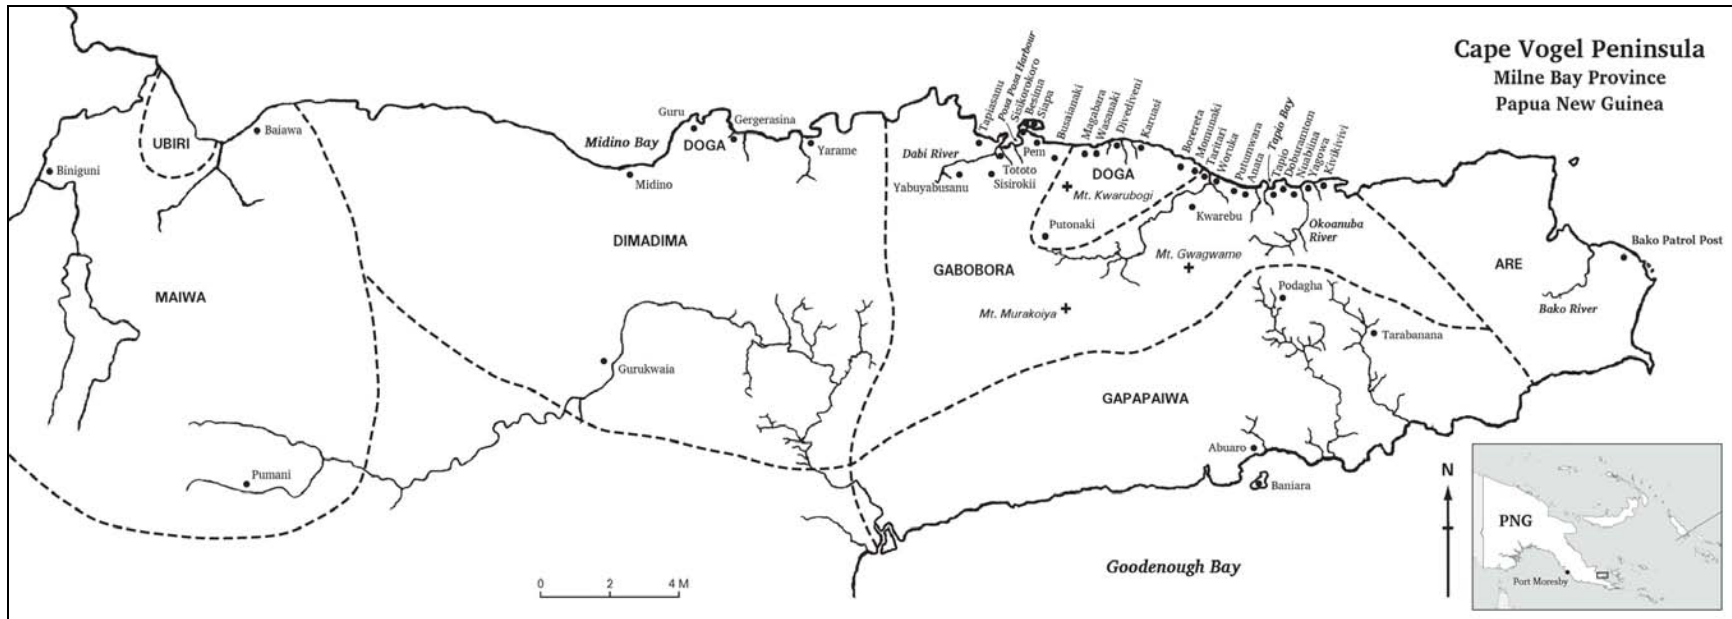 Cape Vogel Peninsula
Milne Bay Province
Papua New Guinea
UBIRI
Baiawa
Biniguni
MAIWA
Pumani
Midino Bay
Guru
DOGA
Gergerasina
Yarame
Midino
DIMADIMA
Gurukwaia
Dabi River
Tapiasanu
Posa Posa Harbour
Sisikorokoro
Besima
Siapa
Pem
Tototo
Sisirokii
Yabuyabusanu
Busaianaki
Magabara
Wasanaki
Divediveni
Karuasi
DOGA
Mt. Kwarubogi
Putonaki
GABOBORA
Mt. Murakoiya
Mt. Gwagwame
Kwarebu
Borereta
Momunaki
Taritari
Woruka
Putumwara
Anata
Tapio Bay
Tapio
Doburamtom
Nuabiina
Yagowa
Kivikivivi
Okoanuba
River
ARE
Bako Patrol Post
Bako River
Podagha
Tarabanana
GAPAPAIWA
Abuaro
Baniara
Goodenough Bay
0 2 4 M
N
PNG
Port Moresby